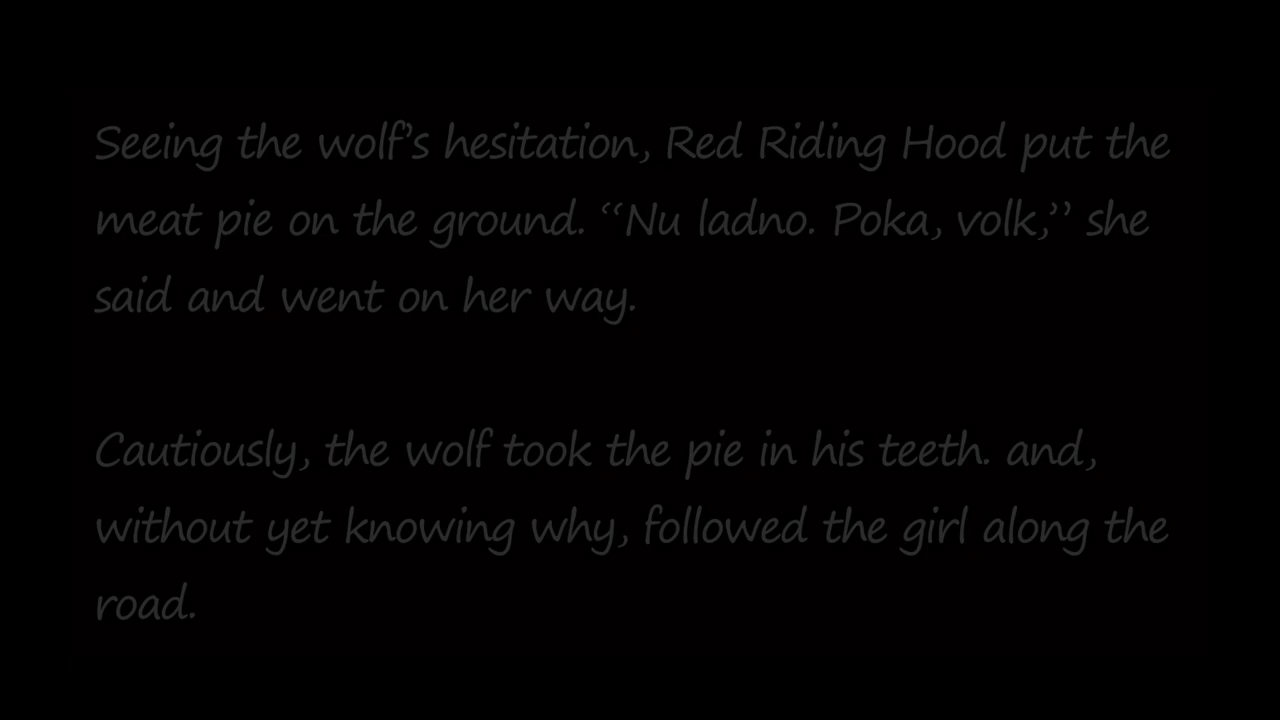 Seeing the wolf’s hesitation, Red Riding Hood put the
meat pie on the ground. “Nu ladno. Poka, volk,” she
said and went on her way.
Cautiously, the wolf took the pie in his teeth. and,
without yet knowing why, followed the girl along the
road.